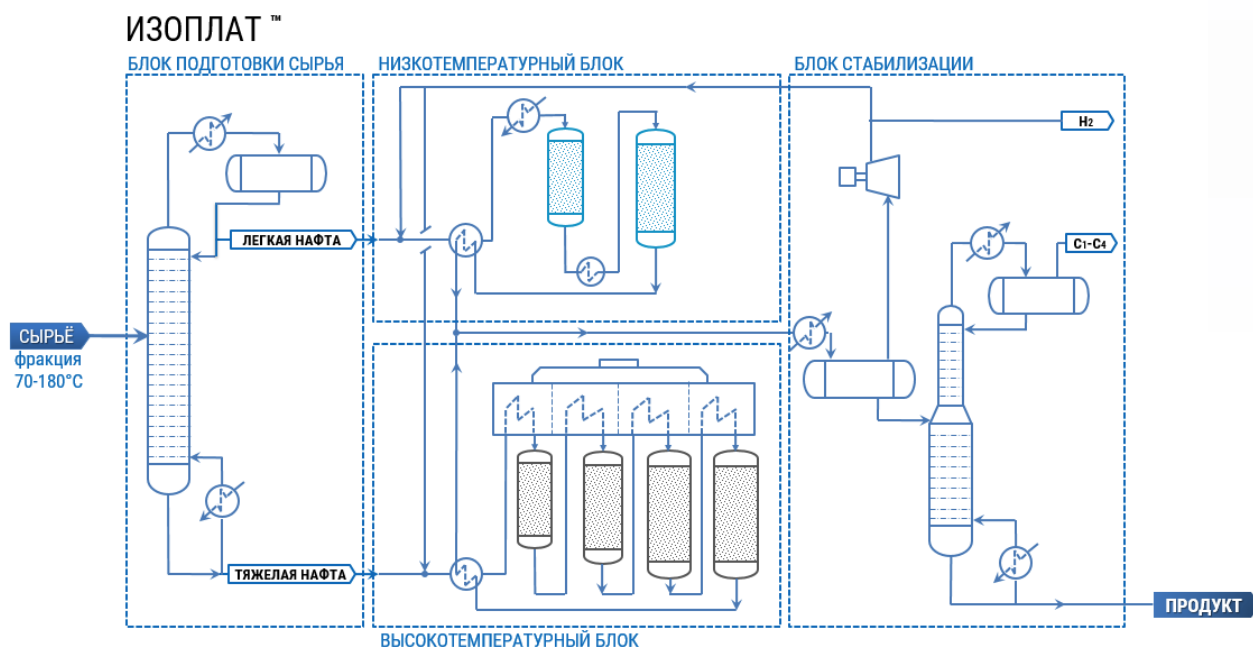 ИЗОПЛАТ ™
БЛОК ПОДГОТОВКИ СЫРЬЯ
НИЗКОТЕМПЕРАТУРНЫЙ БЛОК
БЛОК СТАБИЛИЗАЦИИ
H₂
ЛЕГКАЯ НАФТА
C₁-C₄
СЫРЬЁ
фракция
70-180°C
ТЯЖЕЛАЯ НАФТА
ПРОДУКТ
ВЫСОКОТЕМПЕРАТУРНЫЙ БЛОК